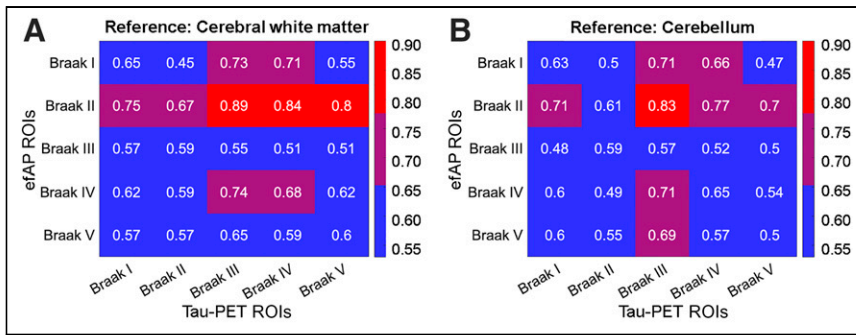 A
Reference: Cerebral white matter
efAP ROIs
Braak I 0.65 0.45 0.73 0.71 0.55
Braak II 0.75 0.67 0.89 0.84 0.8
Braak III 0.57 0.59 0.55 0.51 0.51
Braak IV 0.62 0.59 0.74 0.68 0.62
Braak V 0.57 0.57 0.65 0.59 0.6
Braak I Braak II Braak III Braak IV Braak V
Tau-PET ROIs
0.90
0.85
0.80
0.75
0.70
0.65
0.60
0.55
B
Reference: Cerebellum
efAP ROIs
Braak I 0.63 0.5 0.71 0.66 0.47
Braak II 0.71 0.61 0.83 0.77 0.7
Braak III 0.48 0.59 0.57 0.52 0.5
Braak IV 0.6 0.49 0.71 0.65 0.54
Braak V 0.6 0.55 0.69 0.57 0.5
Braak I Braak II Braak III Braak IV Braak V
Tau-PET ROIs
0.90
0.85
0.80
0.75
0.70
0.65
0.60
0.55